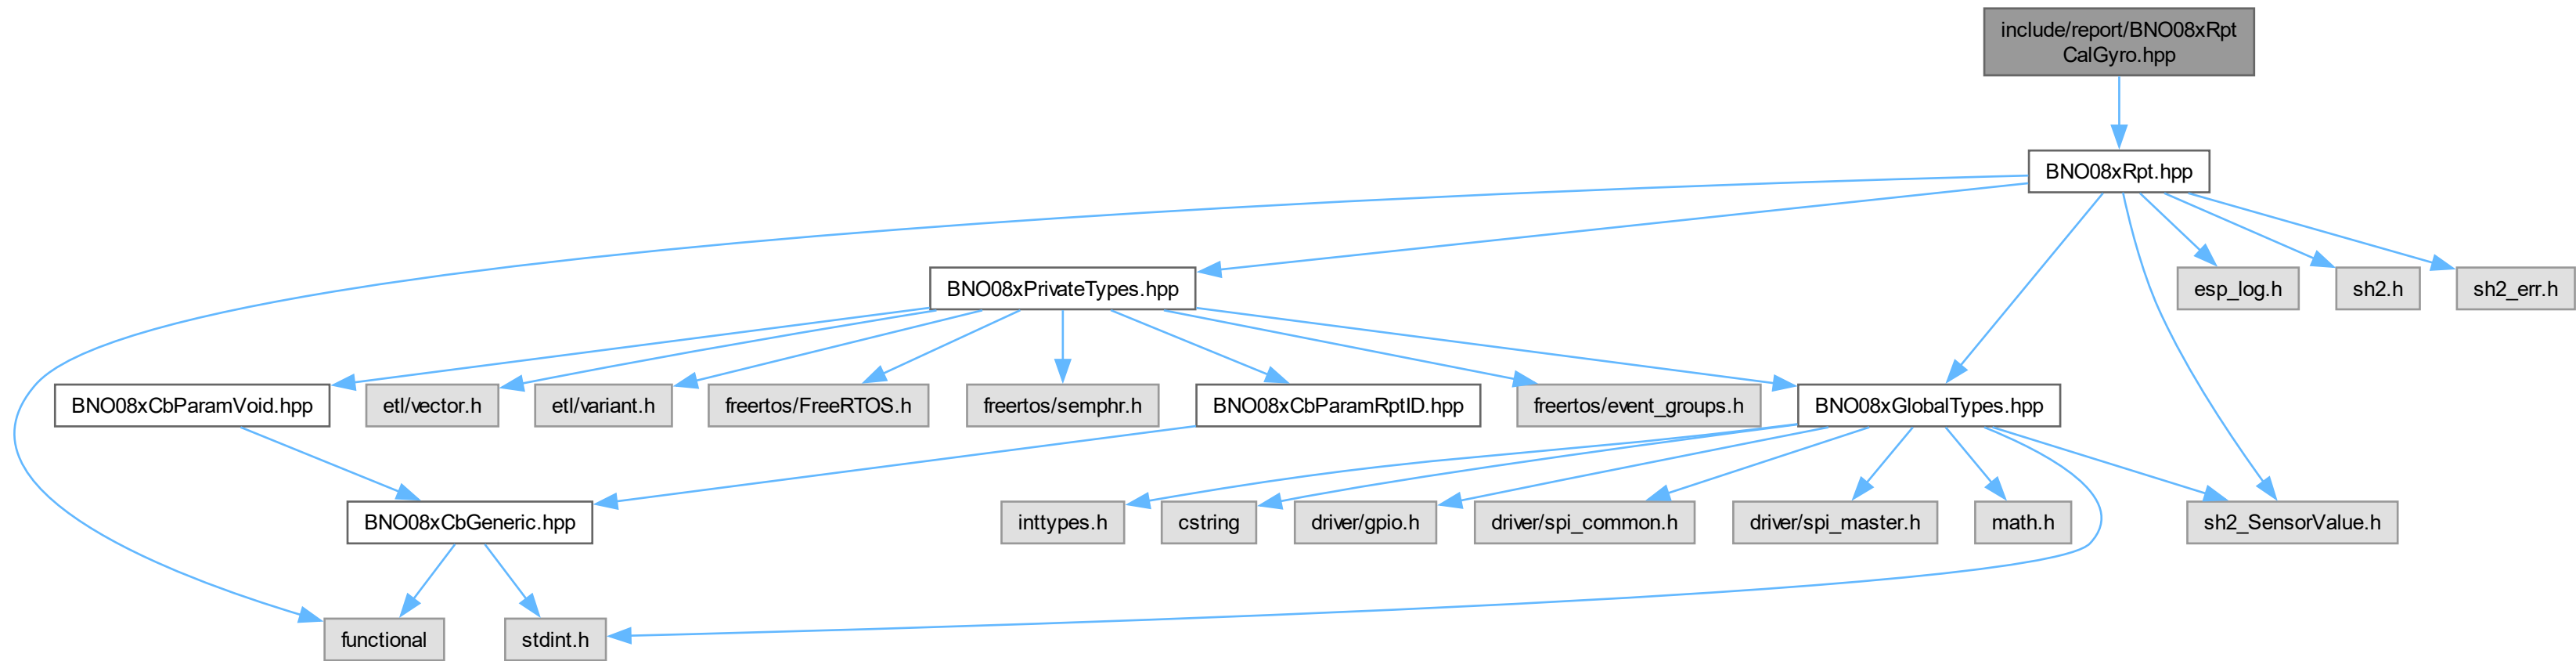 include/report/BNO08xRpt
CalGyro.hpp
BNO08xRpt.hpp
BNO08xPrivateTypes.hpp
esp_log.h
sh2.h
sh2_err.h
BNO08xCbParamVoid.hpp
etl/vector.h
etl/variant.h
freertos/FreeRTOS.h
freertos/semphr.h
BNO08xCbParamRptID.hpp
freertos/event_groups.h
BNO08xGlobalTypes.hpp
BNO08xCbGeneric.hpp
inttypes.h
cstring
driver/gpio.h
driver/spi_common.h
driver/spi_master.h
math.h
sh2_SensorValue.h
functional
stdint.h